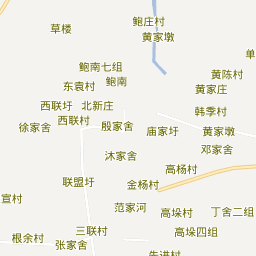 鲍庄村
草楼
黄家墩
单
鲍南七组
黄陈村
鲍南
东袁村
黄家庄
西联圩
北新庄
韩季村
西联村
徐家舍
殷家舍
庙家圩
黄家墩
邓家舍
沐家舍
高杨村
联盟圩
金杨村
宣村
范家河
高垛村
丁舍二组
三联村
高垛四组
根余村
张家舍
先进村